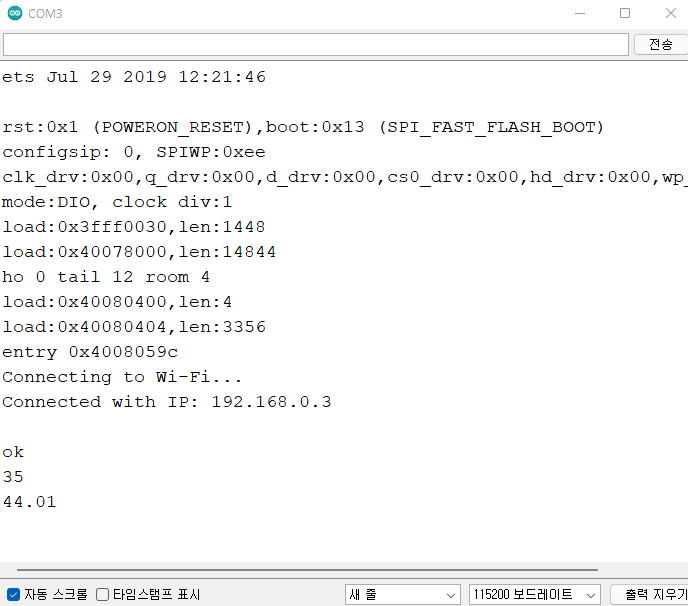 COM3
전송
ets Jul 29 2019 12:21:46
rst:0x1 (POWERON_RESET),boot:0x13 (SPI_FAST_FLASH_BOOT)
configsip: 0, SPIWP:0xee
clk_drv:0x00,q_drv:0x00,d_drv:0x00,cs0_drv:0x00,hd_drv:0x00,wp_
mode:DIO, clock div:1
load:0x3fff0030,len:1448
load:0x40078000,len:14844
ho 0 tail 12 room 4
load:0x40080400,len:4
load:0x40080404,len:3356
entry 0x4008059c
Connecting to Wi-Fi...
Connected with IP: 192.168.0.3
ok
35
44.01
자동 스크롤 타임스탬프 표시 새 줄 115200 보드레이트 출력 지우기